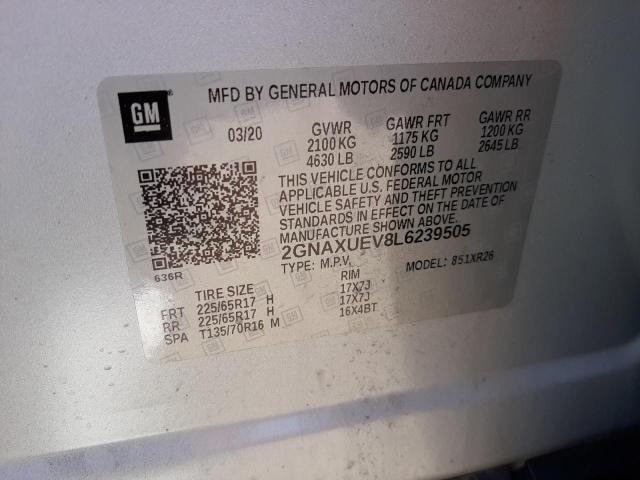 GM
MFD BY GENERAL MOTORS OF CANADA COMPANY
03/20 GVWR GAWR FRT GAWR RR
2100 KG 1175 KG 1200 KG
4630 LB 2590 LB 2645 LB
THIS VEHICLE CONFORMS TO ALL
APPLICABLE U.S. FEDERAL MOTOR
VEHICLE SAFETY AND THEFT PREVENTION
STANDARDS IN EFFECT ON THE DATE OF
MANUFACTURE SHOWN ABOVE.
2GNAXUEV8L6239505
636R TYPE: M.P.V. MODEL: 851XR26
TIRE SIZE RIM
FRT 225/65R17 H 17X7J
RR 225/65R17 H 17X7J
SPA T135/70R16 M 16X4BT